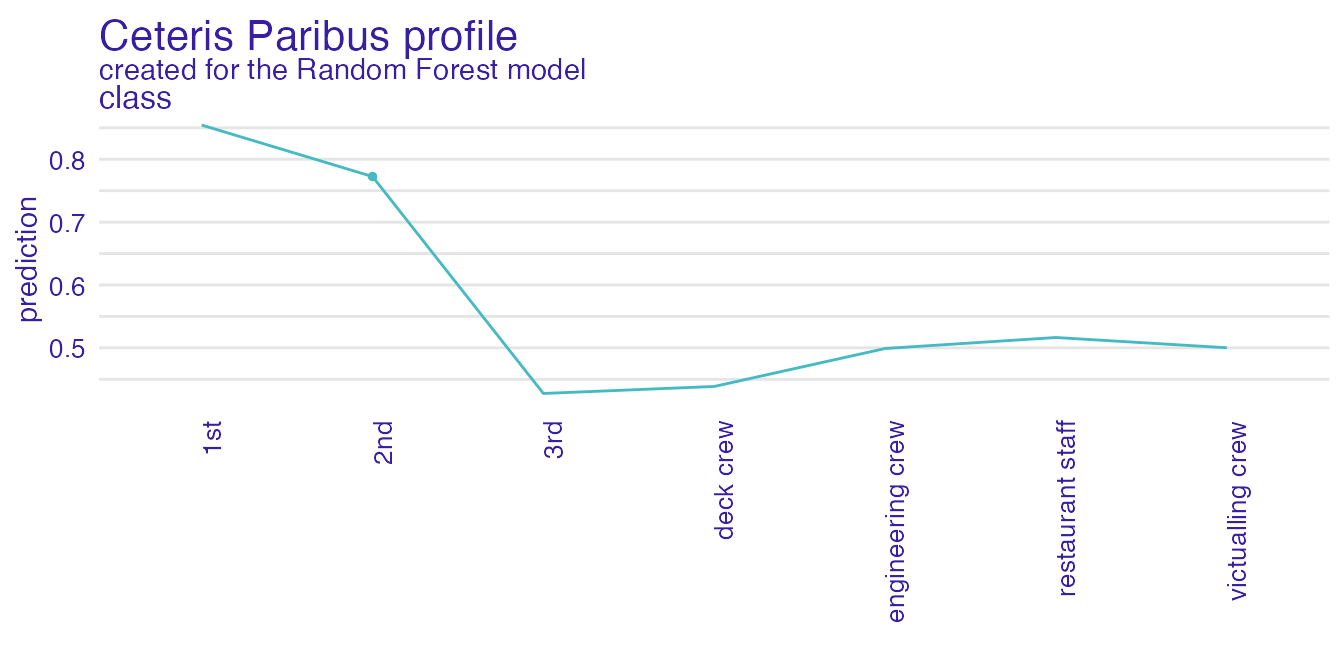 Ceteris Paribus profile
created for the Random Forest model
class
prediction
0.8
0.7
0.6
0.5
1st
2nd
3rd
deck crew
engineering crew
restaurant staff
victualling crew